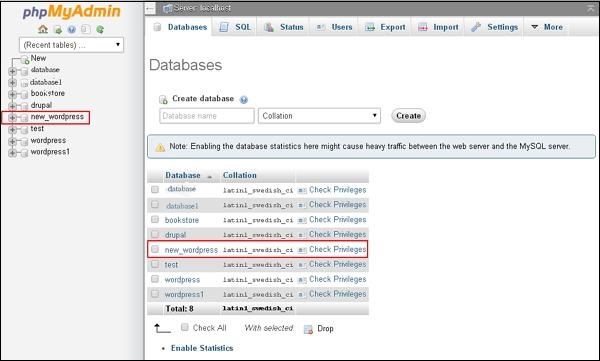 phpMyAdmin
(Recent tables) ...
New
database
database1
bookstore
drupal
new_wordpress
test
wordpress
wordpress1
Server: localhost
Databases SQL Status Users Export Import Settings More
Databases
Create database
Database name Collation Create
Note: Enabling the database statistics here might cause heavy traffic between the web server and the MySQL server.
Database Collation
database latin1_swedish_ci Check Privileges
database1 latin1_swedish_ci Check Privileges
bookstore latin1_swedish_ci Check Privileges
drupal latin1_swedish_ci Check Privileges
new_wordpress latin1_swedish_ci Check Privileges
test latin1_swedish_ci Check Privileges
wordpress latin1_swedish_ci Check Privileges
wordpress1 latin1_swedish_ci Check Privileges
Total: 8 latin1_swedish_ci
Check All With selected: Drop
Enable Statistics